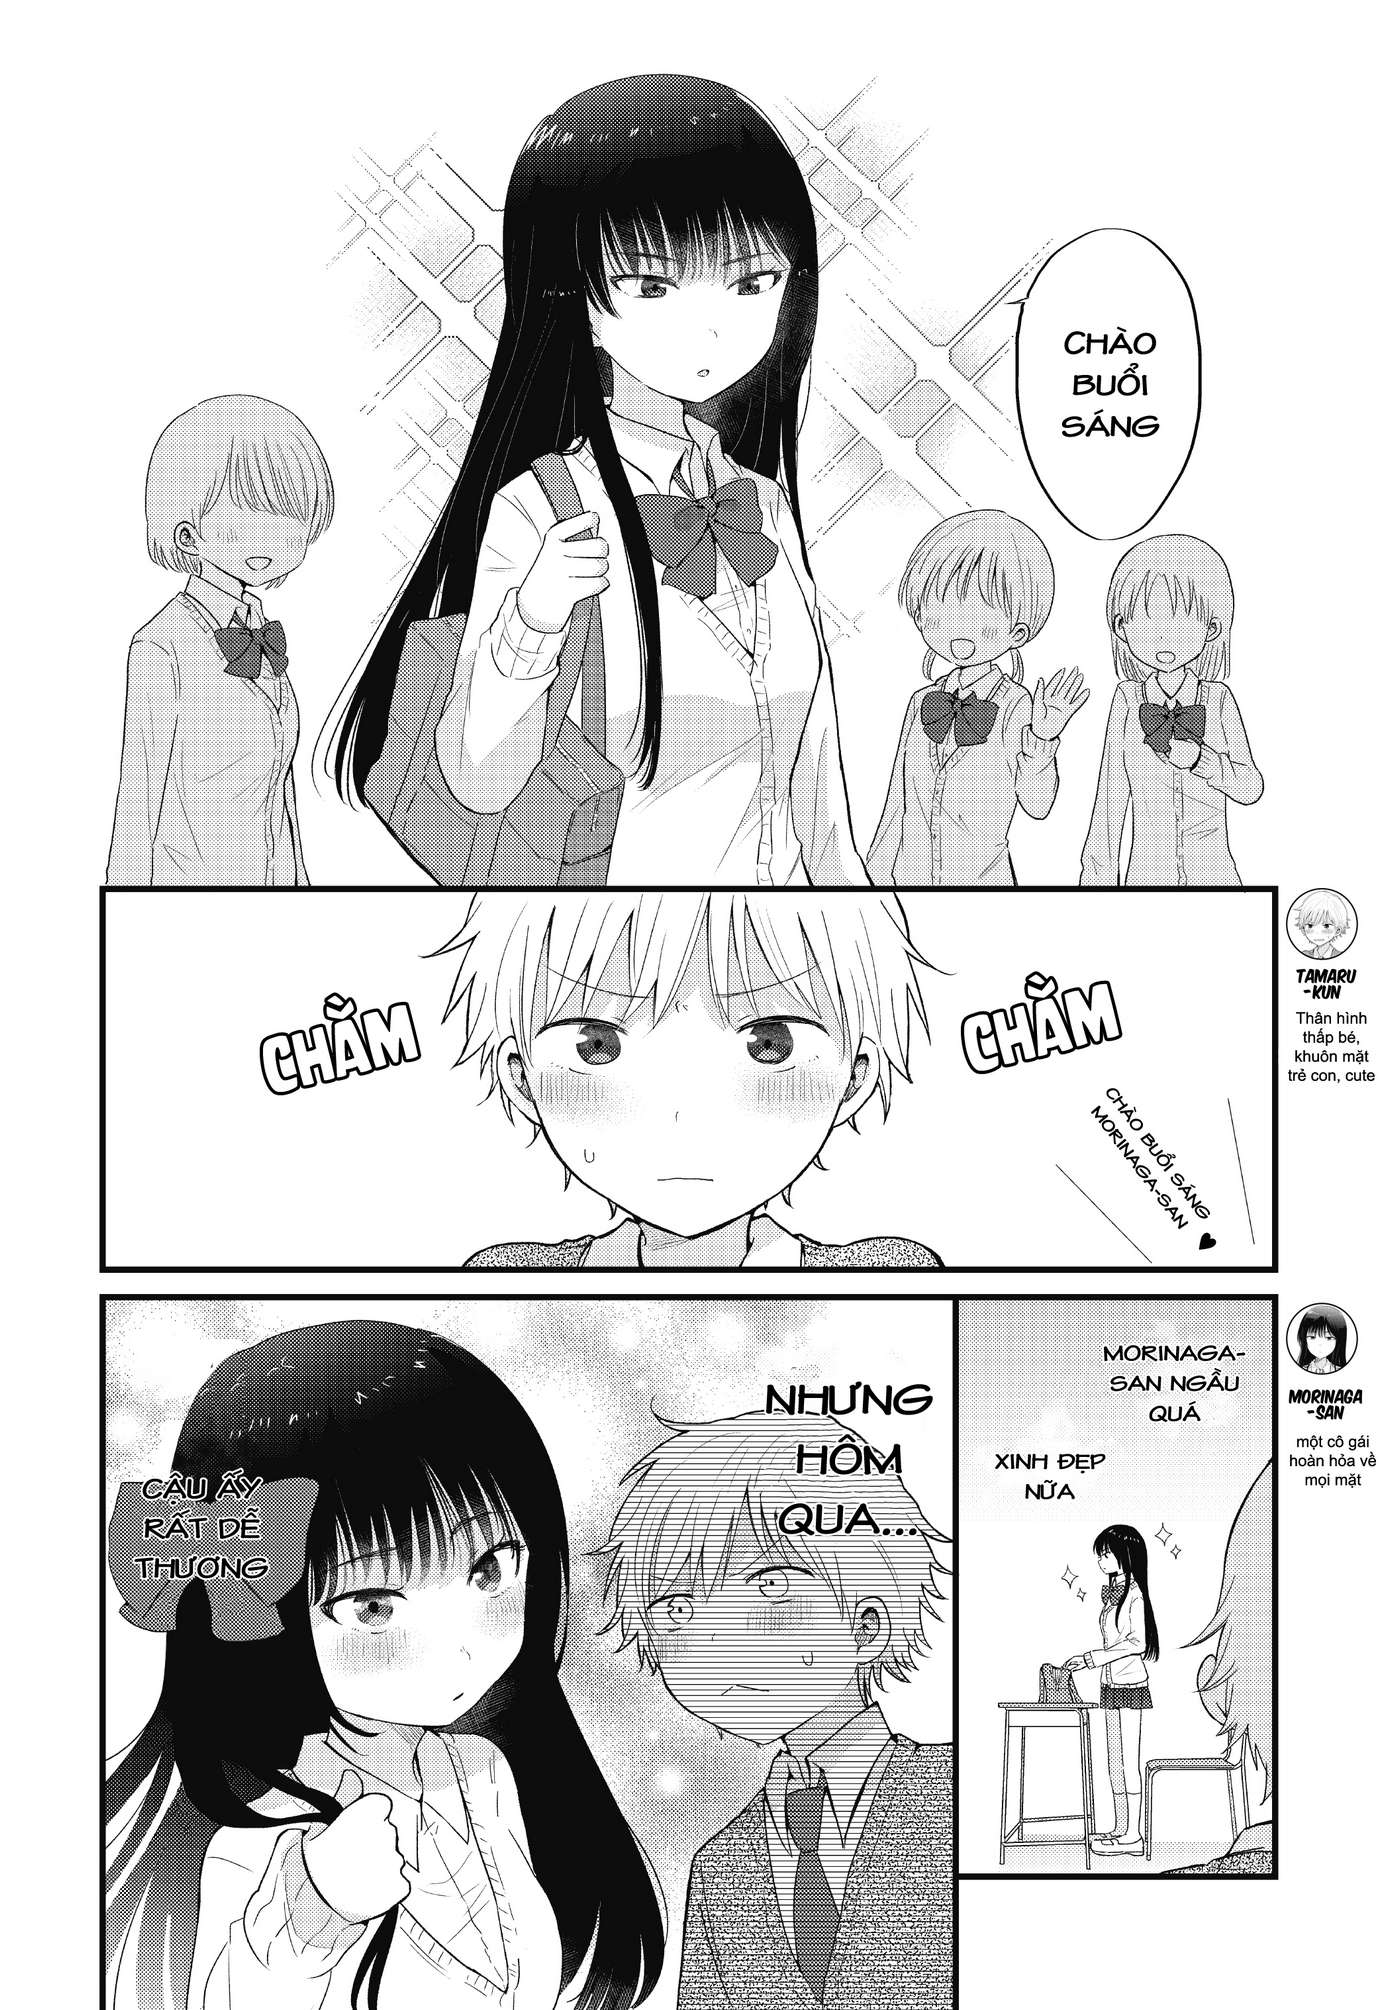 CHÀO
BUỔI
SÁNG
CHẰM
CHẰM
CHÀO BUỔI SÁNG
MORINAGA-SAN
TAMARU
-KUN
Thân hình
thấp bé,
khuôn mặt
trẻ con, cute
MORINAGA-
SAN NGẦU
QUÁ
XINH ĐẸP
NỮA
MORINAGA
-SAN
một cô gái
hoàn hỏa về
mọi mặt
NHƯNG
HÔM
QUA...
CẬU ẤY
RẤT DỄ
THƯƠNG